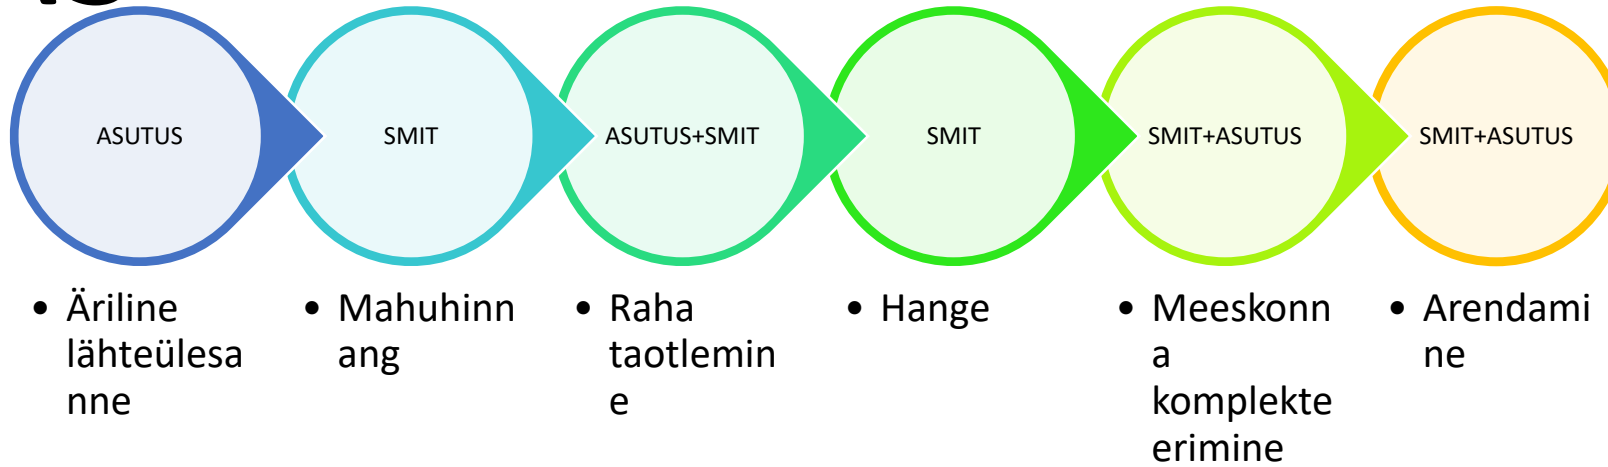 ASUTUS
SMIT
ASUTUS+SMIT
SMIT
SMIT+ASUTUS
SMIT+ASUTUS
• Äriline
lähteülesa
nne
• Mahuhinn
ang
• Raha
taotlemin
e
• Hange
• Meeskonn
a
komplekte
erimine
• Arendami
ne